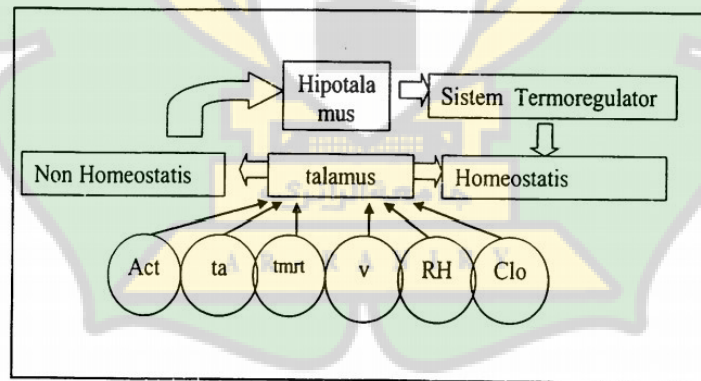 Hipotala
mus
Sistem Termoregulator
Non Homeostatis
talamus
Homeostatis
Act
ta
tmrt
v
RH
Clo